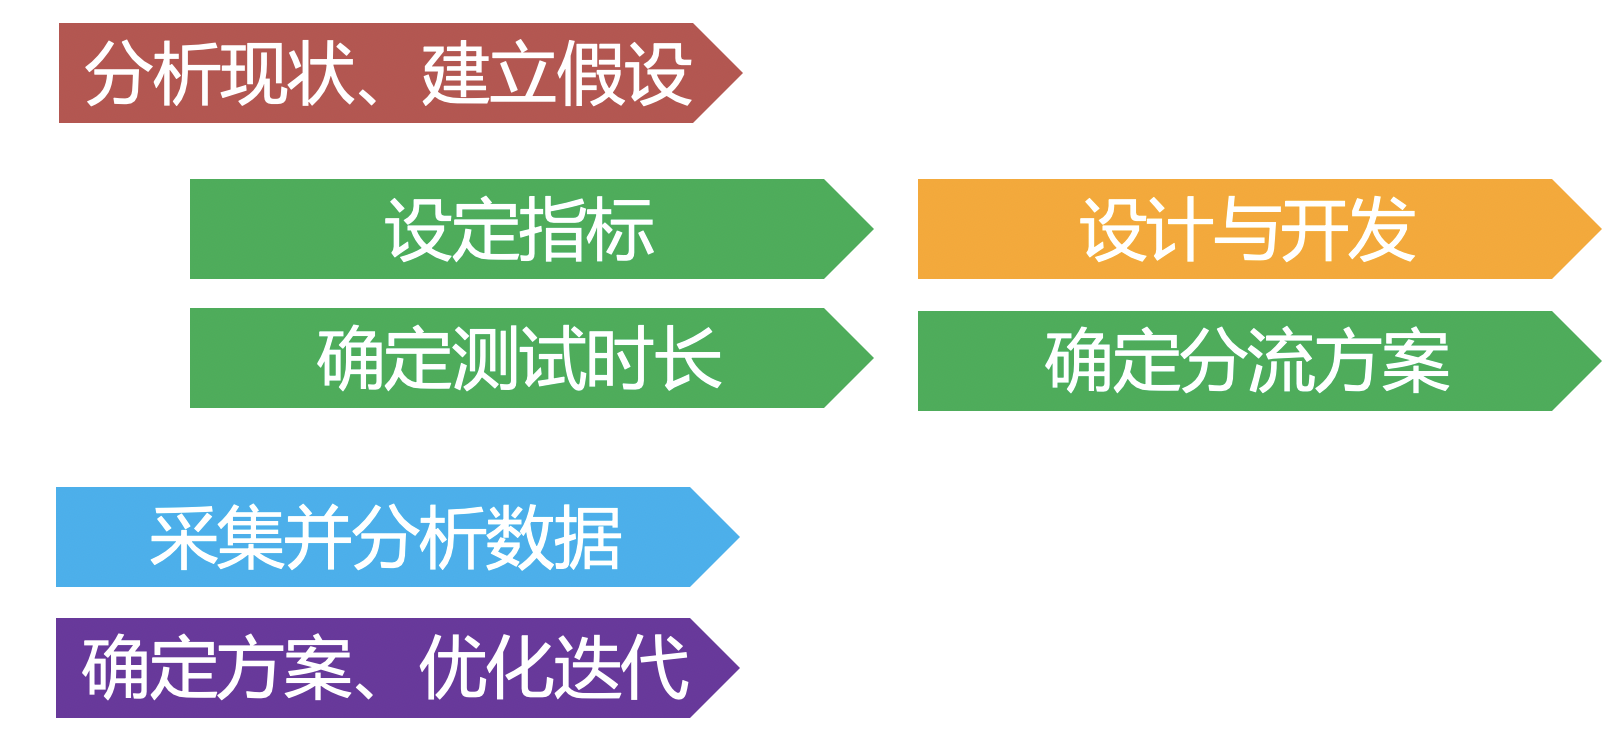 分析现状、建立假设
设定指标
设计与开发
确定测试时长
确定分流方案
采集并分析数据
确定方案、优化迭代